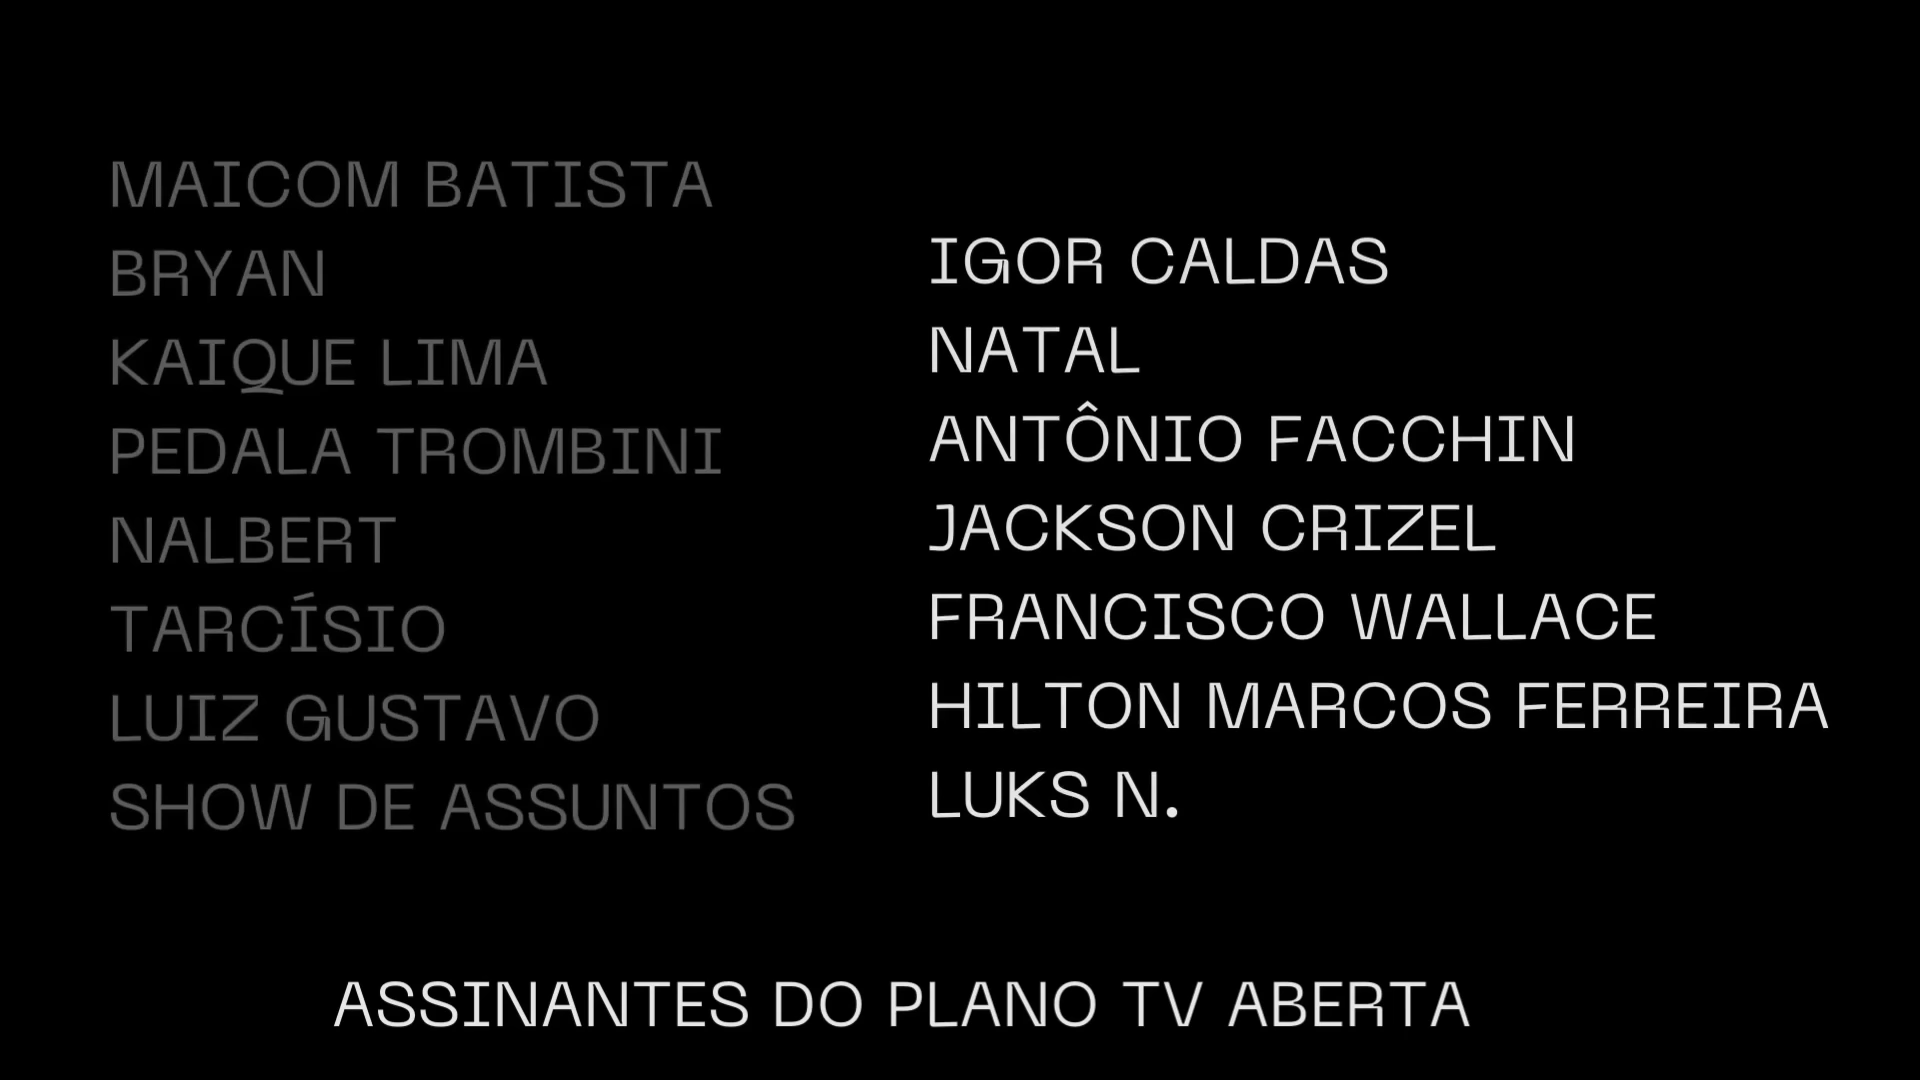 MAICOM BATISTA
BRYAN
KAIQUE LIMA
PEDALA TROMBINI
NALBERT
TARCÍSIO
LUIZ GUSTAVO
SHOW DE ASSUNTOS
IGOR CALDAS
NATAL
ANTÔNIO FACCHIN
JACKSON CRIZEL
FRANCISCO WALLACE
HILTON MARCOS FERREIRA
LUKS N.
ASSINANTES DO PLANO TV ABERTA